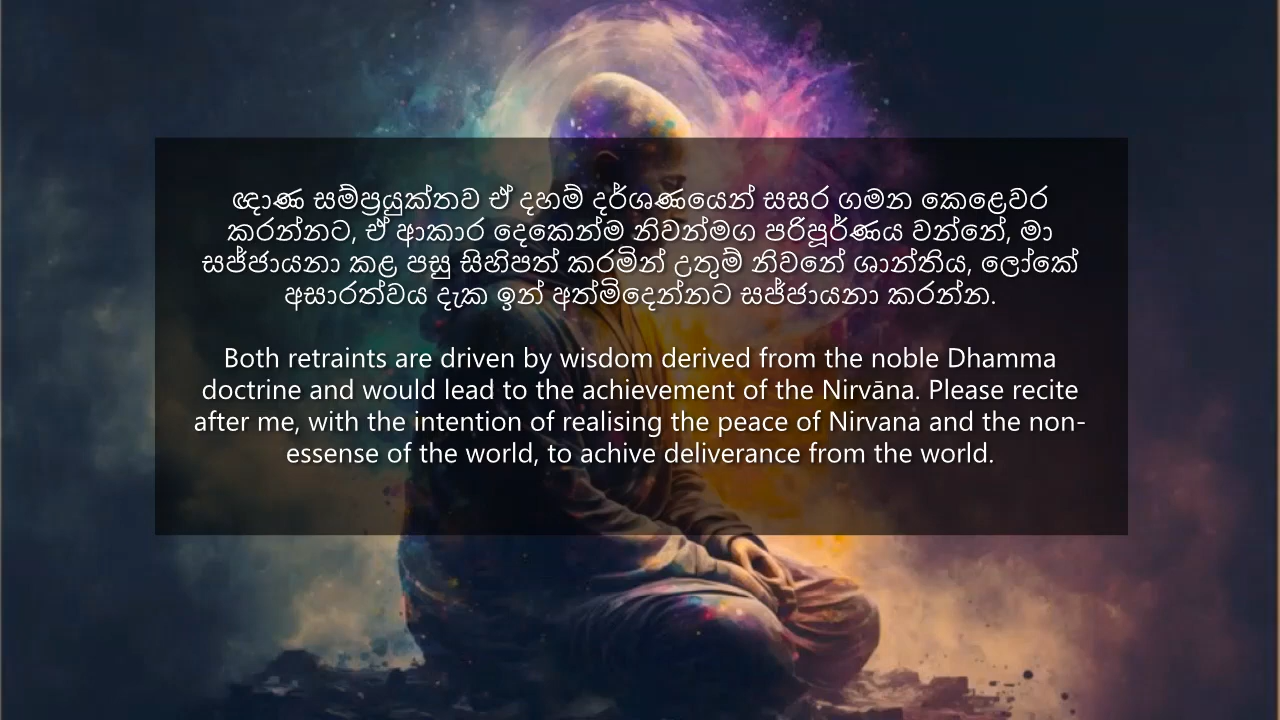 ඥාණ සම්ප්‍රයුක්තව ඒ දහම් දර්ශණයෙන් සසර ගමන කෙළෙවර
කරන්නට, ඒ ආකාර දෙකෙන්ම නිවන්මග පරිපූර්ණය වන්නේ, මා
සජ්ජායනා කළ පසු සිහිපත් කරමින් උතුම් නිවනේ ශාන්තිය, ලෝකේ
අසාරත්වය දැක ඉන් අත්මිදෙන්නට සජ්ජායනා කරන්න.
Both retraints are driven by wisdom derived from the noble Dhamma
doctrine and would lead to the achievement of the Nirvāna. Please recite
after me, with the intention of realising the peace of Nirvana and the non-
essense of the world, to achive deliverance from the world.